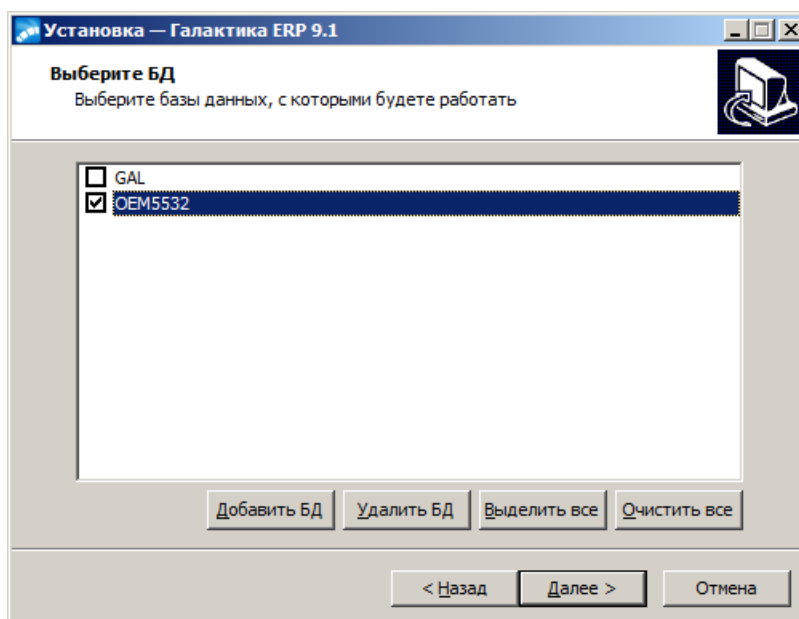 Установка — Галактика ERP 9.1
Выберите БД
Выберите базы данных, с которыми будете работать
GAL
OEM5532
Добавить БД Удалить БД Выделить все Очистить все
< Назад Далее > Отмена